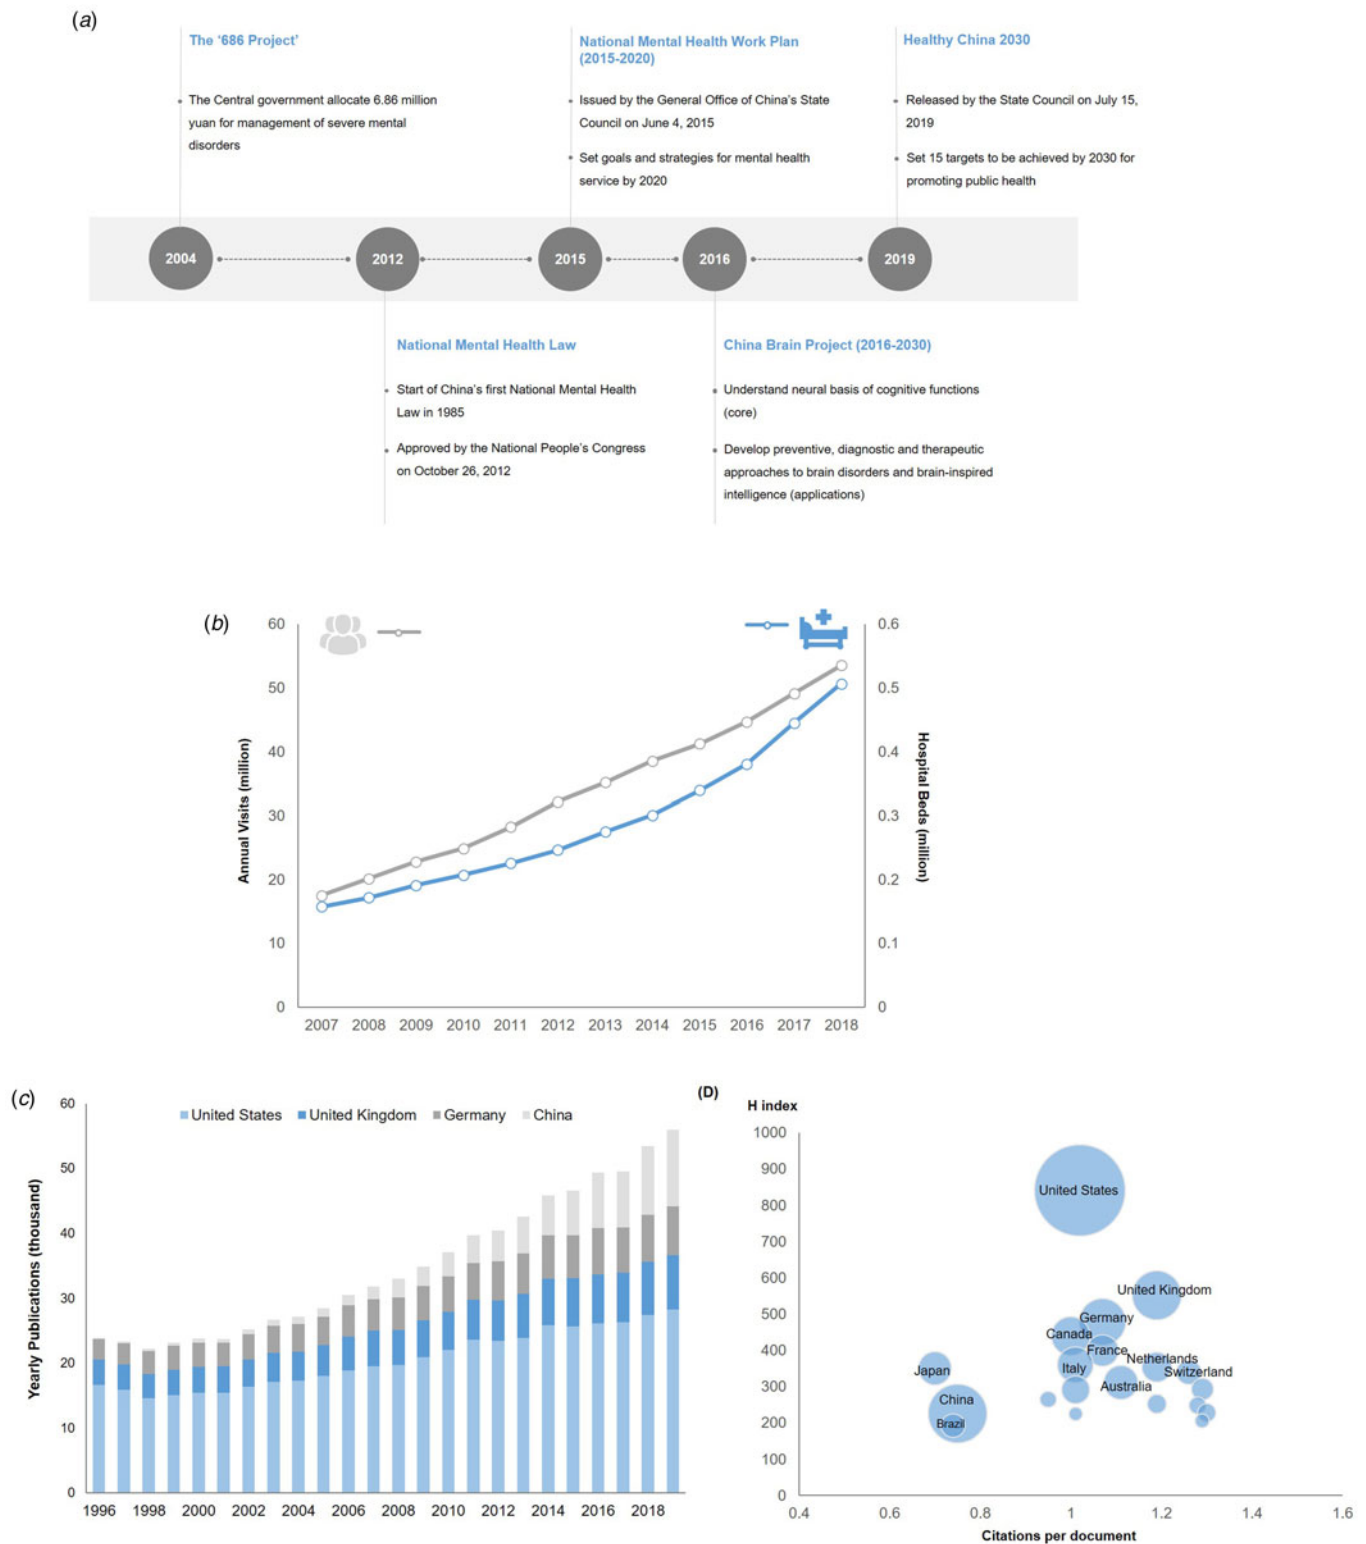 (a)
The ‘686 Project’
The Central government allocate 6.86 million
yuan for management of severe mental
disorders
National Mental Health Work Plan
(2015-2020)
Issued by the General Office of China’s State
Council on June 4, 2015
Set goals and strategies for mental health
service by 2020
Healthy China 2030
Released by the State Council on July 15,
2019
Set 15 targets to be achieved by 2030 for
promoting public health
2004
2012
2015
2016
2019
National Mental Health Law
Start of China’s first National Mental Health
Law in 1985
Approved by the National People’s Congress
on October 26, 2012
China Brain Project (2016-2030)
Understand neural basis of cognitive functions
(core)
Develop preventive, diagnostic and therapeutic
approaches to brain disorders and brain-inspired
intelligence (applications)
(b)
60
50
40
30
20
10
0
Annual Visits (million)
0.6
0.5
0.4
0.3
0.2
0.1
0
Hospital Beds (million)
2007 2008 2009 2010 2011 2012 2013 2014 2015 2016 2017 2018
(c)
United States United Kingdom Germany China
60
50
40
30
20
10
0
Yearly Publications (thousand)
1996 1998 2000 2002 2004 2006 2008 2010 2012 2014 2016 2018
(D)
H index
1000
900
800
700
600
500
400
300
200
100
0
United States
United Kingdom
Germany
Canada
France
Netherlands
Italy
Japan
Switzerland
Australia
China
Brazil
0.4 0.6 0.8 1 1.2 1.4 1.6
Citations per document